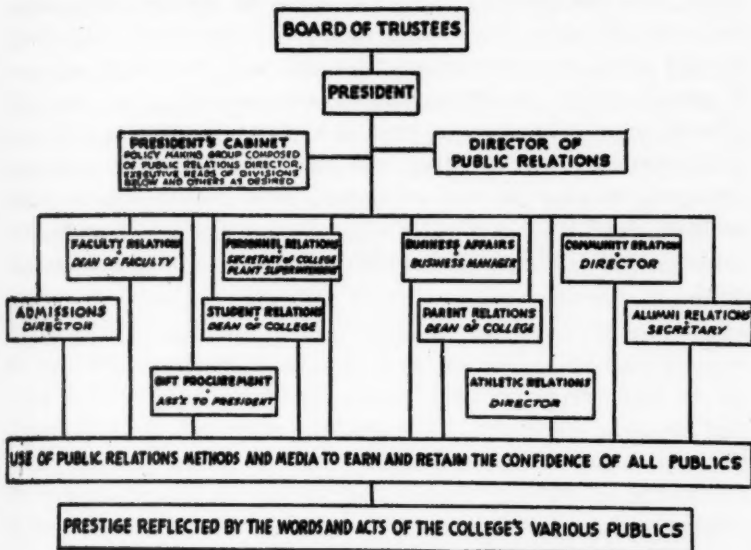 BOARD OF TRUSTEES
PRESIDENT
PRESIDENT'S CABINET
POLICY MAKING GROUP COMPOSED
OF PUBLIC RELATIONS DIRECTOR,
EXECUTIVE HEADS OF DIVISIONS
BELOW AND OTHERS AS DESIRED
DIRECTOR OF
PUBLIC RELATIONS
FACULTY RELATIONS
DEAN OF FACULTY
PERSONNEL RELATIONS
SECRETARY OF COLLEGE
PLANT SUPERINTENDENT
BUSINESS AFFAIRS
BUSINESS MANAGER
COMMUNITY RELATIONS
DIRECTOR
ADMISSIONS
DIRECTOR
STUDENT RELATIONS
DEAN OF COLLEGE
PARENT RELATIONS
DEAN OF COLLEGE
ALUMNI RELATIONS
SECRETARY
GIFT PROCUREMENT
ASS'T TO PRESIDENT
ATHLETIC RELATIONS
DIRECTOR
USE OF PUBLIC RELATIONS METHODS AND MEDIA TO EARN AND RETAIN THE CONFIDENCE OF ALL PUBLICS
PRESTIGE REFLECTED BY THE WORDS AND ACTS OF THE COLLEGE'S VARIOUS PUBLICS